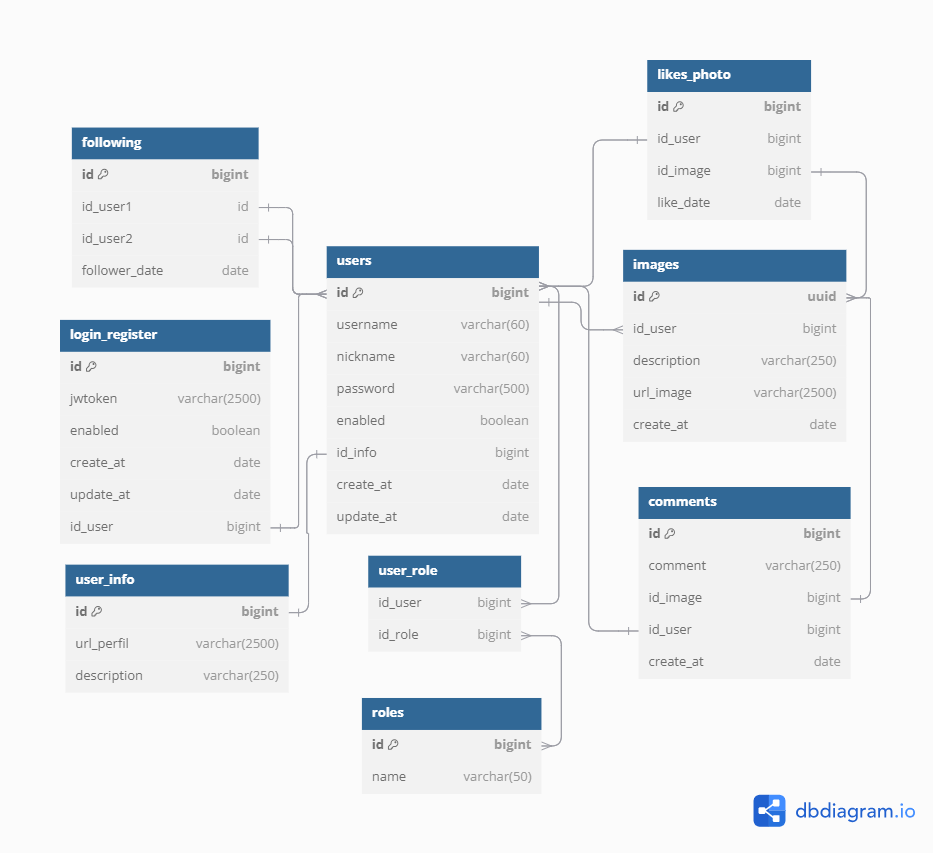 likes_photo
id bigint
id_user bigint
id_image bigint
like_date date
following
id bigint
id_user1 id
id_user2 id
follower_date date
users
id bigint
username varchar(60)
nickname varchar(60)
password varchar(500)
enabled boolean
id_info bigint
create_at date
update_at date
images
id uuid
id_user bigint
description varchar(250)
url_image varchar(2500)
create_at date
login_register
id bigint
jwtoken varchar(2500)
enabled boolean
create_at date
update_at date
id_user bigint
comments
id bigint
comment varchar(250)
id_image bigint
id_user bigint
create_at date
user_info
id bigint
url_perfil varchar(2500)
description varchar(250)
user_role
id_user bigint
id_role bigint
roles
id bigint
name varchar(50)
dbdiagram.io